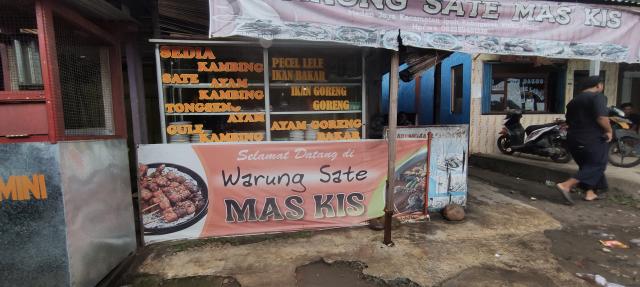 WARUNG SATE MAS KIS
SEDIA
KAMBING
SATE AYAM
KAMBING
TONGSENG
AYAM
GULE KAMBING
PECEL LELE
IKAN BAKAR
IKAN GORENG
GORENG
AYAM
AYAM GORENG
BAKAR
Selamat Datang di
Warung Sate
MAS KIS
MINI